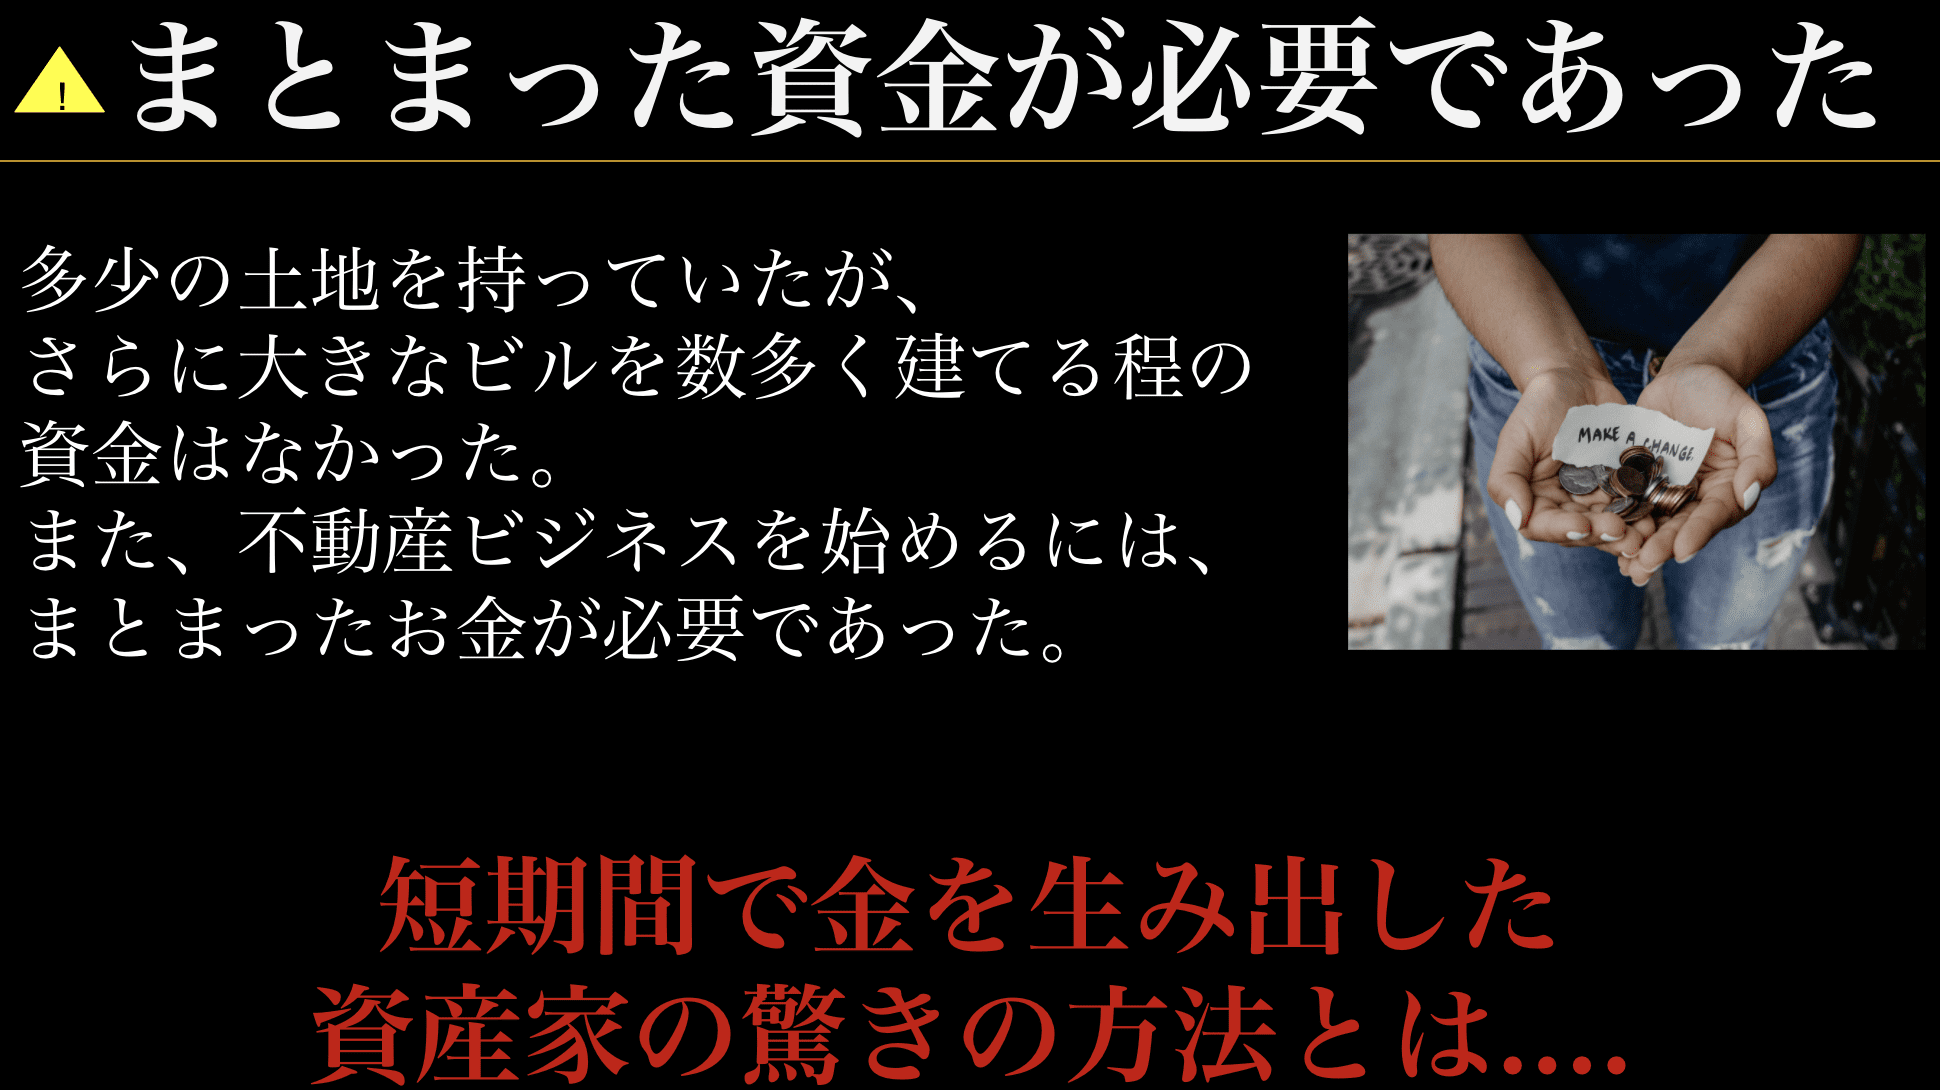 ! まとまった資金が必要であった
多少の土地を持っていたが、
さらに大きなビルを数多く建てる程の
資金はなかった。
また、不動産ビジネスを始めるには、
まとまったお金が必要であった。
MAKE A CHANGE.
短期間で金を生み出した
資産家の驚きの方法とは....